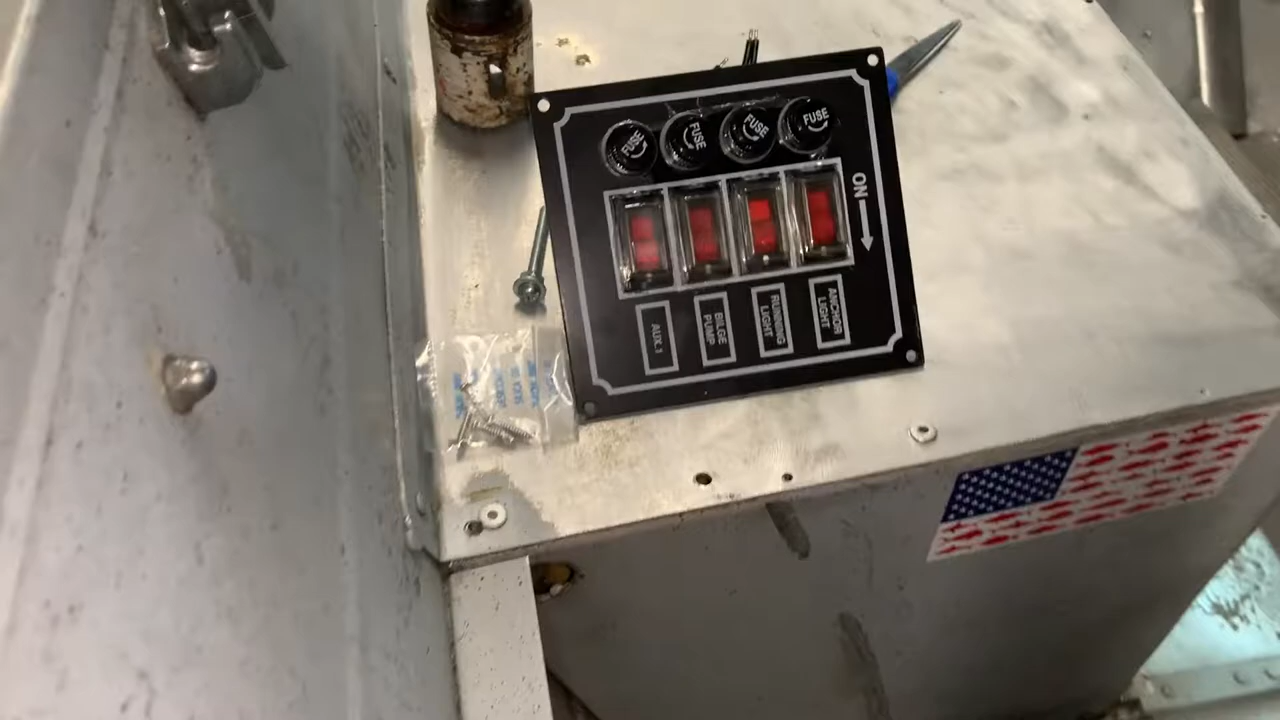 FUSE
FUSE
FUSE
FUSE
ON
AUX.1
BILGE
PUMP
RUNNING
LIGHT
ANCHOR
LIGHT